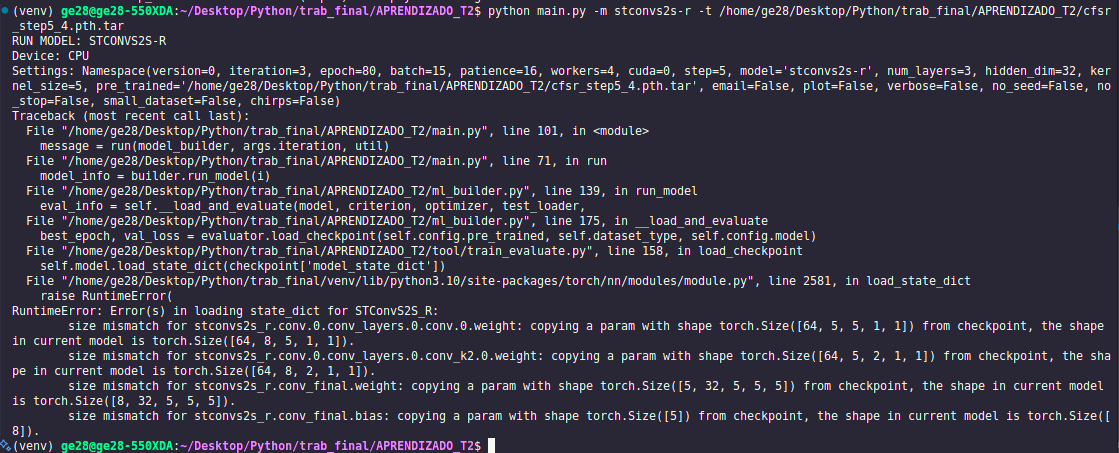 (venv) ge28@ge28-550XDA:~/Desktop/Python/trab_final/APRENDIZADO_T2$ python main.py -m stconvs2s-r -t /home/ge28/Desktop/Python/trab_final/APRENDIZADO_T2/cfsr
_step5_4.pth.tar
RUN MODEL: STCONVS2S-R
Device: CPU
Settings: Namespace(version=0, iteration=3, epoch=80, batch=15, patience=16, workers=4, cuda=0, step=5, model='stconvs2s-r', num_layers=3, hidden_dim=32, ker
nel_size=5, pre_trained='/home/ge28/Desktop/Python/trab_final/APRENDIZADO_T2/cfsr_step5_4.pth.tar', email=False, plot=False, verbose=False, no_seed=False, no
_stop=False, small_dataset=False, chirps=False)
Traceback (most recent call last):
  File "/home/ge28/Desktop/Python/trab_final/APRENDIZADO_T2/main.py", line 101, in <module>
    message = run(model_builder, args.iteration, util)
  File "/home/ge28/Desktop/Python/trab_final/APRENDIZADO_T2/main.py", line 71, in run
    model_info = builder.run_model(i)
  File "/home/ge28/Desktop/Python/trab_final/APRENDIZADO_T2/ml_builder.py", line 139, in run_model
    eval_info = self.__load_and_evaluate(model, criterion, optimizer, test_loader,
  File "/home/ge28/Desktop/Python/trab_final/APRENDIZADO_T2/ml_builder.py", line 175, in __load_and_evaluate
    best_epoch, val_loss = evaluator.load_checkpoint(self.config.pre_trained, self.dataset_type, self.config.model)
  File "/home/ge28/Desktop/Python/trab_final/APRENDIZADO_T2/tool/train_evaluate.py", line 158, in load_checkpoint
    self.model.load_state_dict(checkpoint['model_state_dict'])
  File "/home/ge28/Desktop/Python/trab_final/venv/lib/python3.10/site-packages/torch/nn/modules/module.py", line 2581, in load_state_dict
    raise RuntimeError(
RuntimeError: Error(s) in loading state_dict for STConvS2S_R:
        size mismatch for stconvs2s_r.conv.0.conv_layers.0.conv.0.weight: copying a param with shape torch.Size([64, 5, 5, 1, 1]) from checkpoint, the shape
in current model is torch.Size([64, 8, 5, 1, 1]).
        size mismatch for stconvs2s_r.conv.0.conv_layers.0.conv_k2.0.weight: copying a param with shape torch.Size([64, 5, 2, 1, 1]) from checkpoint, the sha
pe in current model is torch.Size([64, 8, 2, 1, 1]).
        size mismatch for stconvs2s_r.conv_final.weight: copying a param with shape torch.Size([5, 32, 5, 5, 5]) from checkpoint, the shape in current model
is torch.Size([8, 32, 5, 5, 5]).
        size mismatch for stconvs2s_r.conv_final.bias: copying a param with shape torch.Size([5]) from checkpoint, the shape in current model is torch.Size([
8]).
(venv) ge28@ge28-550XDA:~/Desktop/Python/trab_final/APRENDIZADO_T2$